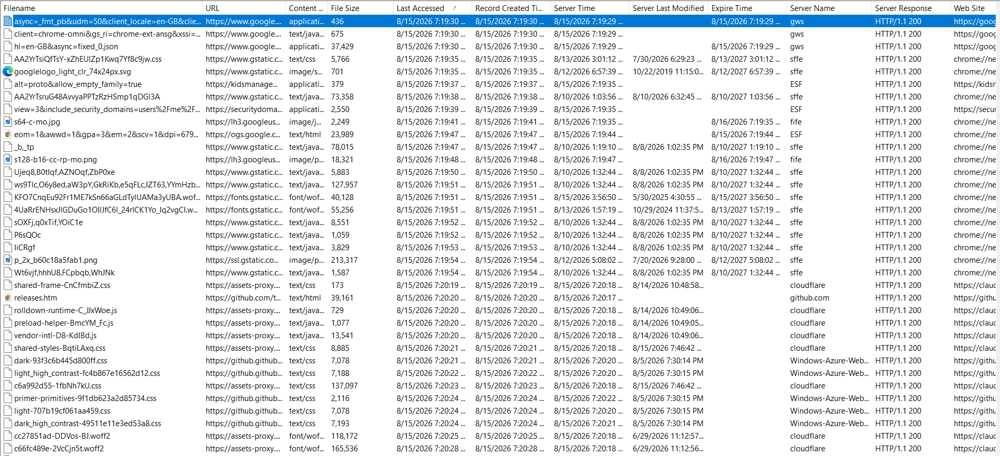 Filename URL Content ... File Size Last Accessed Record Created Ti... Server Time Server Last Modified Expire Time Server Name Server Response Web Site
async=_fmt_pb&udm=50&client_locale=en-GB&clie... https://www.google.... applicati... 436 8/15/2026 7:19:30 ... 8/15/2026 7:19:30 ... 8/15/2026 7:19:29 ... 8/15/2026 7:19:29 ... gws HTTP/1.1 200 https://goog
client=chrome-omni&gs_ri=chrome-ext-ansg&xssi=... https://www.google.... text/java... 675 8/15/2026 7:19:30 ... 8/15/2026 7:19:30 ... 8/15/2026 7:19:29 ... gws HTTP/1.1 200 https://goog
hl=en-GB&async=fixed_0.json https://www.google.... text/java... 37,429 8/15/2026 7:19:30 ... 8/15/2026 7:19:30 ... 8/15/2026 7:19:29 ... 8/15/2026 7:19:29 ... gws HTTP/1.1 200 https://goog
AA2YrTsiQfTsY-xZhEUIZp1Kwq7Yf8c9jw.css https://www.gstatic.c... text/css 5,766 8/15/2026 7:19:35 ... 8/15/2026 7:19:35 ... 8/13/2026 3:01:12 ... 7/30/2026 6:29:23 ... 8/13/2027 3:01:12 ... sffe HTTP/1.1 200 chrome://ne
googlelogo_light_clr_74x24px.svg https://www.gstatic.c... image/s... 701 8/15/2026 7:19:35 ... 8/15/2026 7:19:35 ... 8/12/2026 6:57:39 ... 10/22/2019 11:15:0... 8/12/2027 6:57:39 ... sffe HTTP/1.1 200 chrome://ne
alt=proto&allow_empty_family=true https://kidsmanage... applicati... 379 8/15/2026 7:19:37 ... 8/15/2026 7:19:37 ... 8/15/2026 7:19:35 ... ESF HTTP/1.1 200 https://kids
AA2YrTsruG48AvvyaPPTzRzHSmp1qDGI3A https://www.gstatic.c... text/java... 73,358 8/15/2026 7:19:38 ... 8/15/2026 7:19:38 ... 8/10/2026 1:03:56 ... 8/10/2026 6:32:45 ... 8/10/2027 1:03:56 ... sffe HTTP/1.1 200 chrome://ne
view=3&include_security_domains=users%2Fme%2F... https://securitydoma... applicati... 2,550 8/15/2026 7:19:39 ... 8/15/2026 7:19:39 ... 8/15/2026 7:19:35 ... ESF HTTP/1.1 200 https://secur
s64-c-mo.jpg https://lh3.googleus... image/j... 2,249 8/15/2026 7:19:41 ... 8/15/2026 7:19:41 ... 8/15/2026 7:19:35 ... 8/16/2026 7:19:35 ... fife HTTP/1.1 200 chrome://ne
eom=1&awwd=1&gpa=3&em=2&scv=1&dpi=679... https://ogs.google.c... text/html 23,989 8/15/2026 7:19:47 ... 8/15/2026 7:19:47 ... 8/15/2026 7:19:44 ... 8/15/2026 7:19:44 ... ESF HTTP/1.1 200 chrome://ne
_b,_tp https://www.gstatic.c... text/java... 78,015 8/15/2026 7:19:47 ... 8/15/2026 7:19:47 ... 8/10/2026 1:19:10 ... 8/8/2026 1:02:35 PM 8/10/2027 1:19:10 ... sffe HTTP/1.1 200 chrome://ne
s128-b16-cc-rp-mo.png https://lh3.googleus... image/p... 18,321 8/15/2026 7:19:48 ... 8/15/2026 7:19:48 ... 8/15/2026 7:19:47 ... 8/16/2026 7:19:47 ... fife HTTP/1.1 200 chrome://ne
Ujeq8,B0tIqf,AZNOqf,ZbP0xe https://www.gstatic.c... text/java... 5,883 8/15/2026 7:19:50 ... 8/15/2026 7:19:50 ... 8/10/2026 1:32:44 ... 8/8/2026 1:02:35 PM 8/10/2027 1:32:44 ... sffe HTTP/1.1 200 chrome://ne
ws9Tlc,O6y8ed,aW3pY,GkRiKb,e5qFLc,IZT63,YYmHzb... https://www.gstatic.c... text/java... 127,957 8/15/2026 7:19:51 ... 8/15/2026 7:19:51 ... 8/10/2026 1:32:44 ... 8/8/2026 1:02:35 PM 8/10/2027 1:32:44 ... sffe HTTP/1.1 200 chrome://ne
KFO7CnqEu92Fr1ME7kSn66aGLdTylUAMa3yUBA.wof... https://fonts.gstatic.c... font/wof... 40,128 8/15/2026 7:19:51 ... 8/15/2026 7:19:51 ... 8/15/2026 3:56:50 ... 5/30/2025 4:30:55 ... 8/15/2027 3:56:50 ... sffe HTTP/1.1 200 chrome://ne
4UaRrENHsxJlGDuGo1OIlJfC6l_24rlCK1Yo_Iq2vgCI.w... https://fonts.gstatic.c... font/wof... 55,256 8/15/2026 7:19:51 ... 8/15/2026 7:19:51 ... 8/13/2026 1:57:19 ... 10/29/2024 11:37:5... 8/13/2027 1:57:19 ... sffe HTTP/1.1 200 chrome://ne
sOXFj,q0xTif,YOiC1e https://www.gstatic.c... text/java... 8,551 8/15/2026 7:19:52 ... 8/15/2026 7:19:52 ... 8/10/2026 1:32:44 ... 8/8/2026 1:02:35 PM 8/10/2027 1:32:44 ... sffe HTTP/1.1 200 chrome://ne
P6sQOc https://www.gstatic.c... text/java... 1,059 8/15/2026 7:19:52 ... 8/15/2026 7:19:52 ... 8/10/2026 1:32:44 ... 8/8/2026 1:02:35 PM 8/10/2027 1:32:44 ... sffe HTTP/1.1 200 chrome://ne
IiCRgf https://www.gstatic.c... text/java... 3,829 8/15/2026 7:19:53 ... 8/15/2026 7:19:53 ... 8/10/2026 1:32:44 ... 8/8/2026 1:02:35 PM 8/10/2027 1:32:44 ... sffe HTTP/1.1 200 chrome://ne
p_2x_b60c18a5fab1.png https://ssl.gstatic.co... image/p... 213,317 8/15/2026 7:19:54 ... 8/15/2026 7:19:54 ... 8/12/2026 5:08:02 ... 7/20/2026 9:28:00 ... 8/12/2027 5:08:02 ... sffe HTTP/1.1 200 chrome://ne
Wt6vjf,hhhU8,FCpbqb,WhJNk https://www.gstatic.c... text/java... 1,587 8/15/2026 7:19:54 ... 8/15/2026 7:19:54 ... 8/10/2026 1:32:44 ... 8/8/2026 1:02:35 PM 8/10/2027 1:32:44 ... sffe HTTP/1.1 200 chrome://ne
shared-frame-CnCfmbiZ.css https://assets-proxy.... text/css 173 8/15/2026 7:20:19 ... 8/15/2026 7:20:19 ... 8/15/2026 7:20:18 ... 8/14/2026 10:48:58... cloudflare HTTP/1.1 200 https://clauc
releases.htm https://github.com/t... text/html 39,161 8/15/2026 7:20:20 ... 8/15/2026 7:20:20 ... 8/15/2026 7:20:17 ... github.com HTTP/1.1 200 https://githu
rolldown-runtime-C_JJxWoe.js https://assets-proxy.... text/java... 729 8/15/2026 7:20:20 ... 8/15/2026 7:20:20 ... 8/15/2026 7:20:18 ... 8/14/2026 10:49:06... cloudflare HTTP/1.1 200 https://clauc
preload-helper-BmcYM_Fc.js https://assets-proxy.... text/java... 1,077 8/15/2026 7:20:20 ... 8/15/2026 7:20:20 ... 8/15/2026 7:20:18 ... 8/14/2026 10:49:05... cloudflare HTTP/1.1 200 https://clauc
vendor-intl-D8-KdIBd.js https://assets-proxy.... text/java... 13,541 8/15/2026 7:20:20 ... 8/15/2026 7:20:20 ... 8/15/2026 7:20:18 ... 8/14/2026 10:49:06... cloudflare HTTP/1.1 200 https://clauc
shared-styles-BqtiLAxq.css https://assets-proxy.... text/css 8,885 8/15/2026 7:20:21 ... 8/15/2026 7:20:21 ... 8/15/2026 7:20:18 ... 8/15/2026 7:46:42 ... cloudflare HTTP/1.1 200 https://clauc
dark-93f3c6b445d800ff.css https://github.github... text/css 7,078 8/15/2026 7:20:21 ... 8/15/2026 7:20:21 ... 8/15/2026 7:20:20 ... 8/5/2026 7:30:14 PM Windows-Azure-Web... HTTP/1.1 200 https://githu
light_high_contrast-fc4b867e16562d12.css https://github.github... text/css 7,188 8/15/2026 7:20:22 ... 8/15/2026 7:20:22 ... 8/15/2026 7:20:20 ... 8/5/2026 7:30:15 PM Windows-Azure-Web... HTTP/1.1 200 https://githu
c6a992d55-1fbNh7kU.css https://assets-proxy.... text/css 137,097 8/15/2026 7:20:23 ... 8/15/2026 7:20:23 ... 8/15/2026 7:20:18 ... 8/15/2026 7:46:42 ... cloudflare HTTP/1.1 200 https://clauc
primer-primitives-9f1db623a2d85734.css https://github.github... text/css 2,116 8/15/2026 7:20:24 ... 8/15/2026 7:20:24 ... 8/15/2026 7:20:22 ... 8/5/2026 7:30:15 PM Windows-Azure-Web... HTTP/1.1 200 https://githu
light-707b19cf061aa459.css https://github.github... text/css 7,078 8/15/2026 7:20:24 ... 8/15/2026 7:20:24 ... 8/15/2026 7:20:20 ... 8/5/2026 7:30:15 PM Windows-Azure-Web... HTTP/1.1 200 https://githu
dark_high_contrast-49511e11e3ed53a8.css https://github.github... text/css 7,193 8/15/2026 7:20:24 ... 8/15/2026 7:20:24 ... 8/15/2026 7:20:21 ... 8/5/2026 7:30:14 PM Windows-Azure-Web... HTTP/1.1 200 https://githu
cc27851ad-DDVos-BJ.woff2 https://assets-proxy.... font/wof... 118,172 8/15/2026 7:20:25 ... 8/15/2026 7:20:25 ... 8/15/2026 7:20:18 ... 6/29/2026 11:12:57... cloudflare HTTP/1.1 200 https://clauc
c66fc489e-2VcCjn5t.woff2 https://assets-proxy.... font/wof... 165,536 8/15/2026 7:20:28 ... 8/15/2026 7:20:28 ... 8/15/2026 7:20:18 ... 6/29/2026 11:12:56... cloudflare HTTP/1.1 200 https://clauc